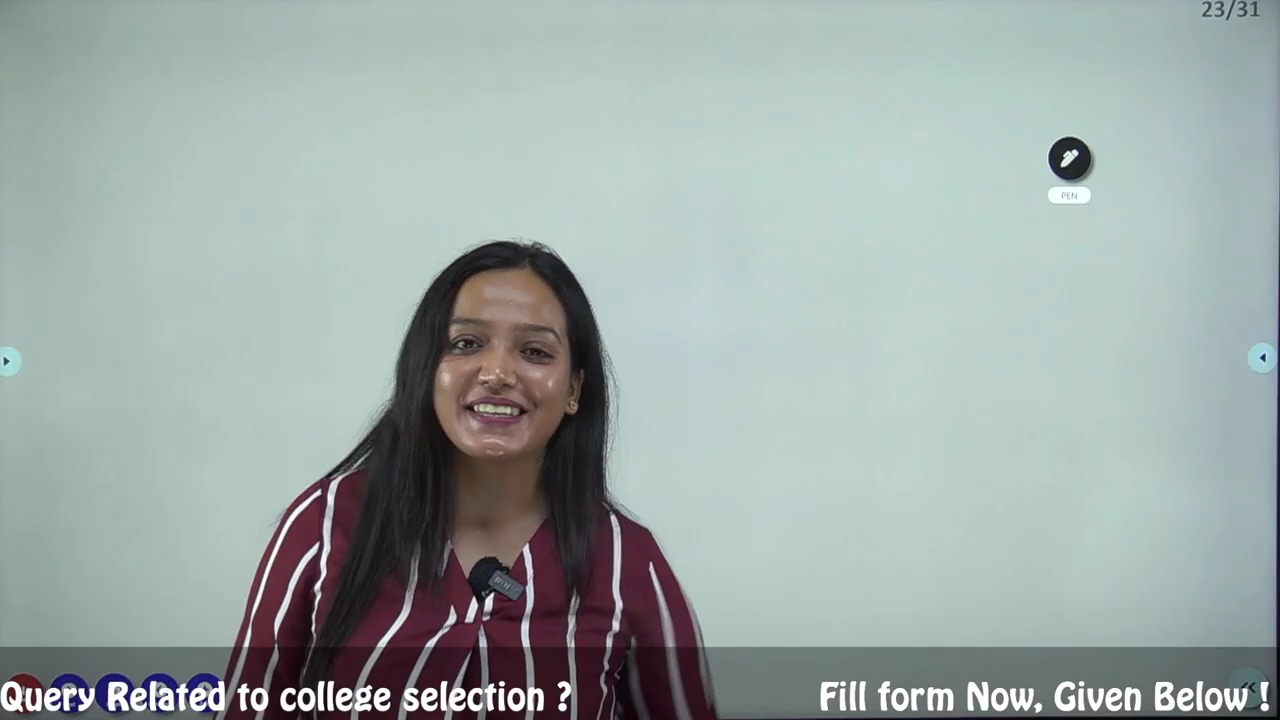 23/31
PEN
Query Related to college selection ? Fill form Now, Given Below !